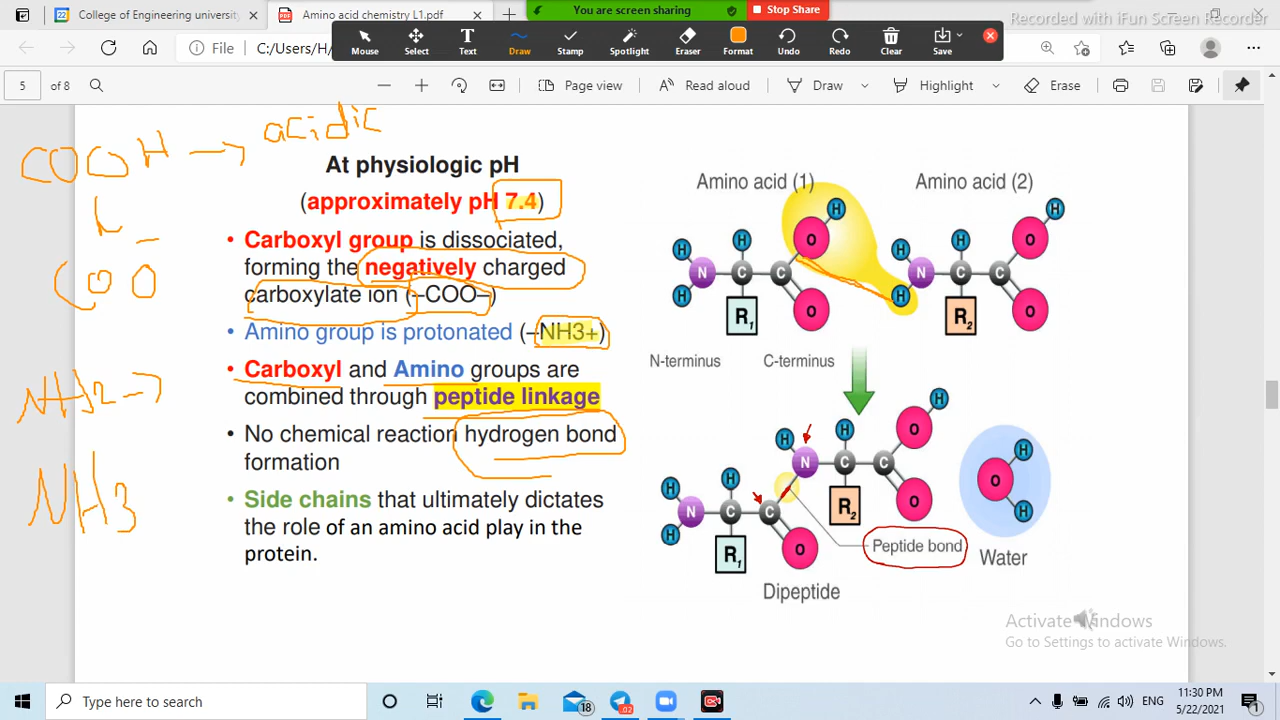 22 College of Engineering university
Amino acid chemistry L1.pdf
You are screen sharing
Stop Share
Recorded with iFun Screen Recorder
File
C:/Users/H/
Mouse
Select
Text
Draw
Stamp
Spotlight
Eraser
Format
Undo
Redo
Clear
Save
5 of 8
Page view
Read aloud
Draw
Highlight
Erase
COOH → acidic
COO
NH2 →
NH3
At physiologic pH
(approximately pH 7.4)
• Carboxyl group is dissociated,
forming the negatively charged
carboxylate ion (–COO–)
• Amino group is protonated (–NH3+)
• Carboxyl and Amino groups are
combined through peptide linkage
• No chemical reaction hydrogen bond
formation
• Side chains that ultimately dictates
the role of an amino acid play in the
protein.
Amino acid (1)
Amino acid (2)
H
O
H
H
N
C
C
H
O
R1
H
O
H
H
N
C
C
H
O
R2
N-terminus
C-terminus
H
O
H
H
N
C
C
O
R2
H
H
N
C
C
H
O
R1
Peptide bond
Dipeptide
H
O
H
Water
Activate Windows
Go to Settings to activate Windows.
Type here to search
18
02
11:30 PM
5/22/2021
1